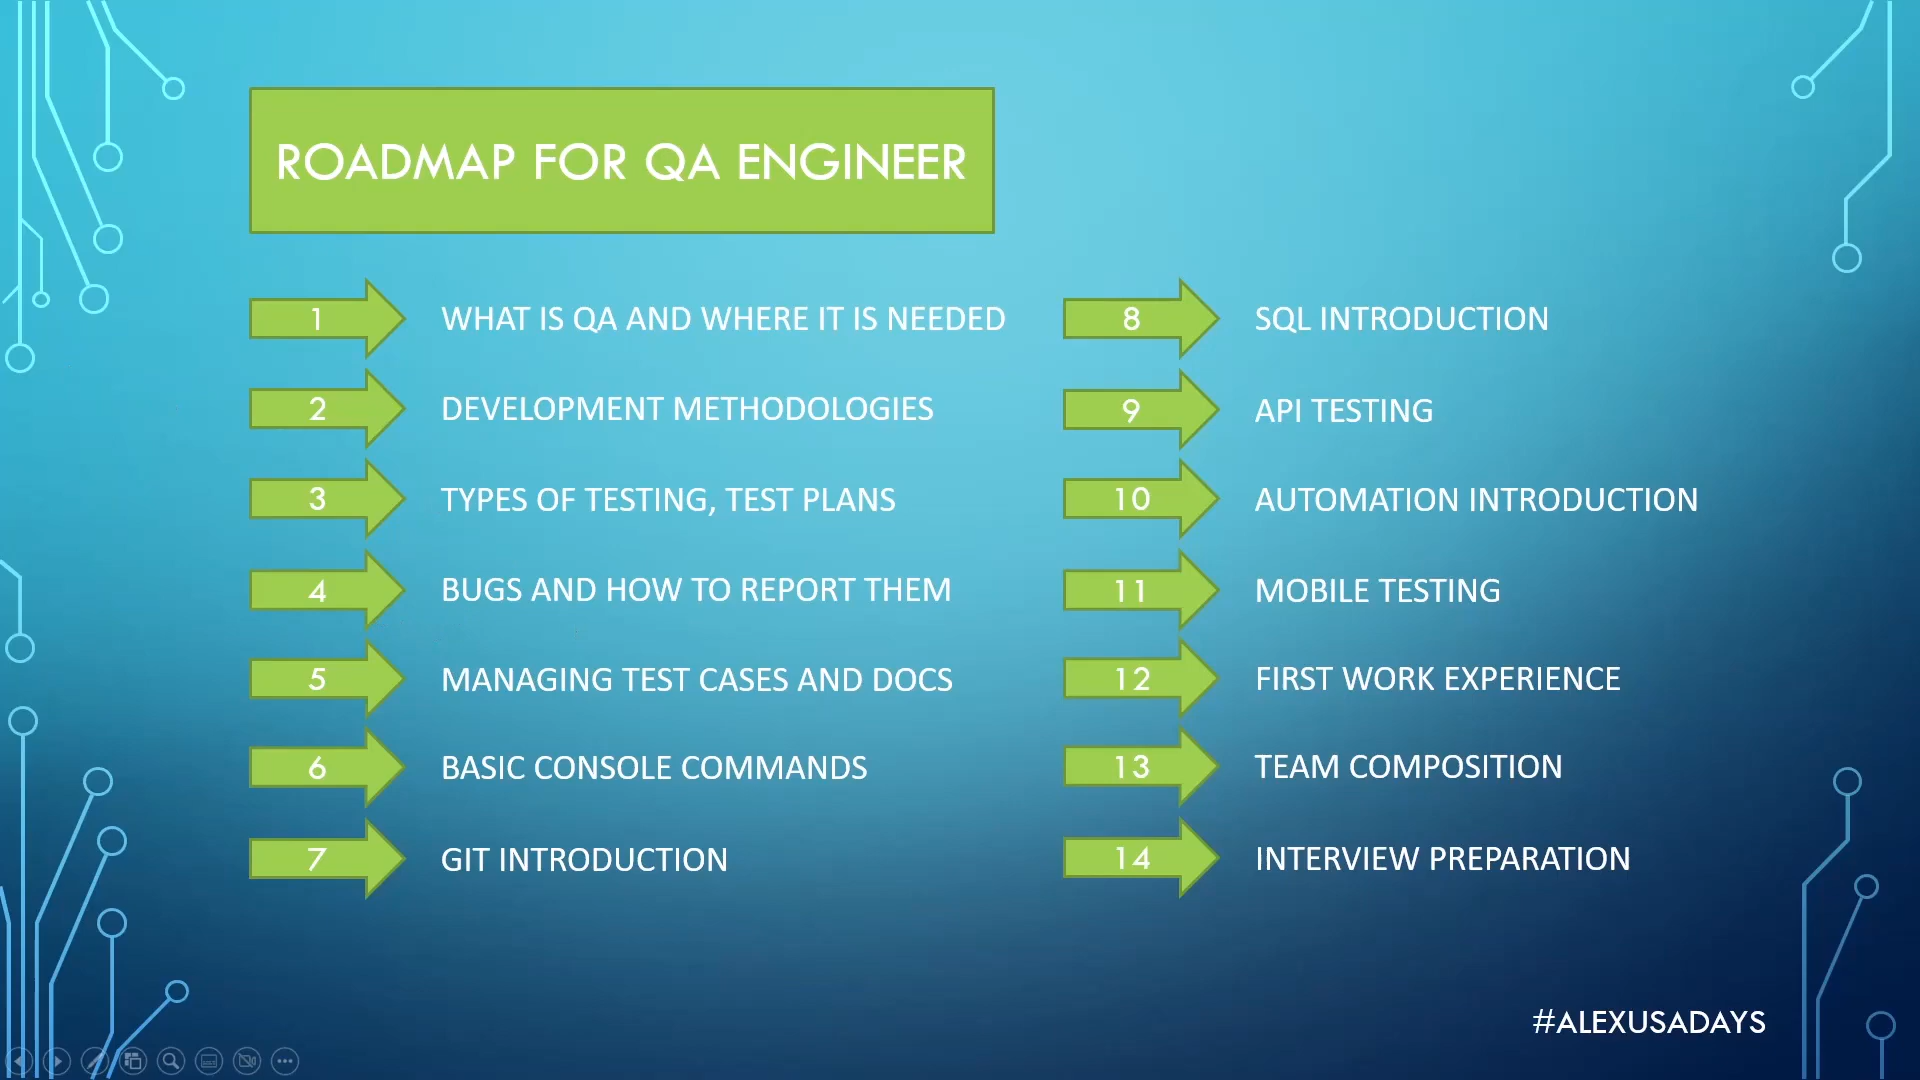 ROADMAP FOR QA ENGINEER
1 WHAT IS QA AND WHERE IT IS NEEDED
2 DEVELOPMENT METHODOLOGIES
3 TYPES OF TESTING, TEST PLANS
4 BUGS AND HOW TO REPORT THEM
5 MANAGING TEST CASES AND DOCS
6 BASIC CONSOLE COMMANDS
7 GIT INTRODUCTION
8 SQL INTRODUCTION
9 API TESTING
10 AUTOMATION INTRODUCTION
11 MOBILE TESTING
12 FIRST WORK EXPERIENCE
13 TEAM COMPOSITION
14 INTERVIEW PREPARATION
#ALEXUSADAYS